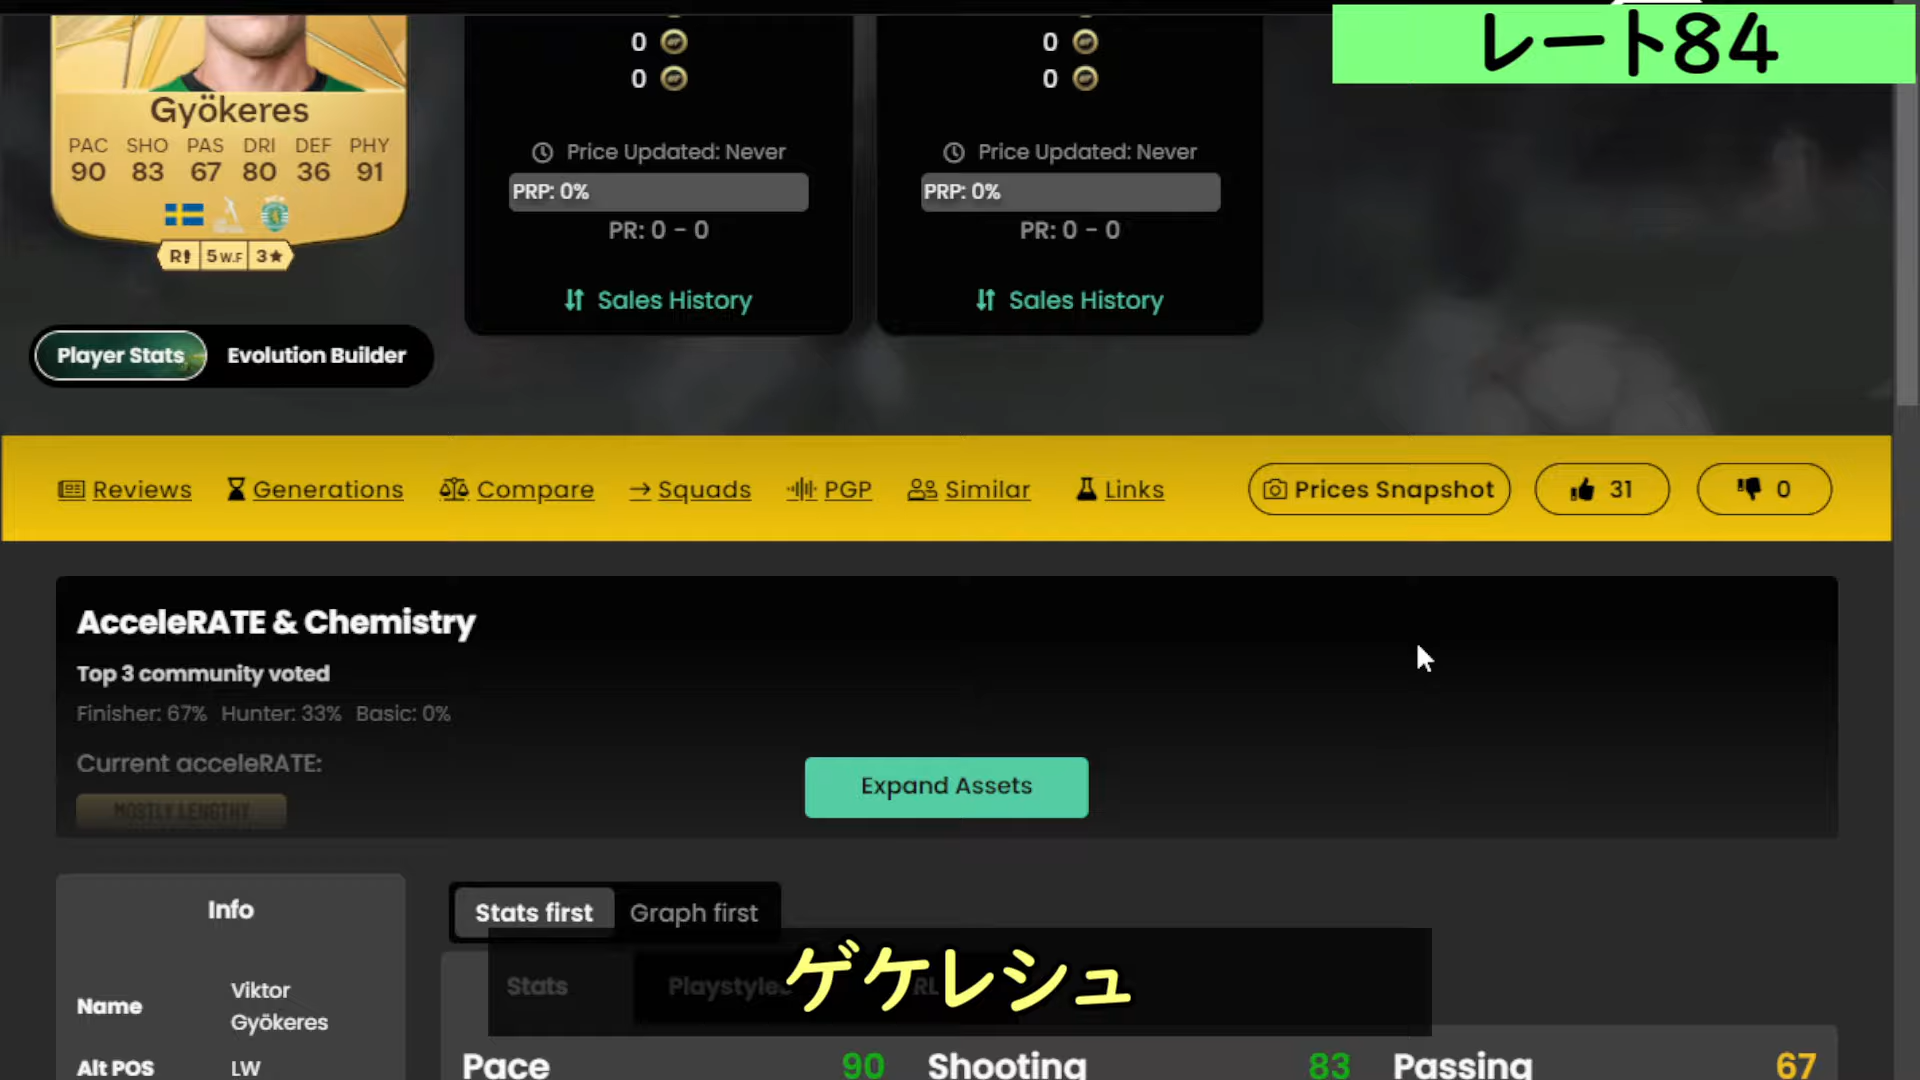 レート84
Gyökeres
PAC SHO PAS DRI DEF PHY
90 83 67 80 36 91
R 5 W.F 3★
0
0
Price Updated: Never
PRP: 0%
PR: 0 - 0
Sales History
0
0
Price Updated: Never
PRP: 0%
PR: 0 - 0
Sales History
Player Stats Evolution Builder
Reviews Generations Compare Squads PGP Similar Links Prices Snapshot 31 0
AcceleRATE & Chemistry
Top 3 community voted
Finisher: 67% Hunter: 33% Basic: 0%
Current acceleRATE:
MOSTLY LENGTHY
Expand Assets
Info
Name Viktor
Gyökeres
Alt POS LW
Stats first Graph first
Stats
ゲケレシュ
Pace 90 Shooting 83 Passing 67